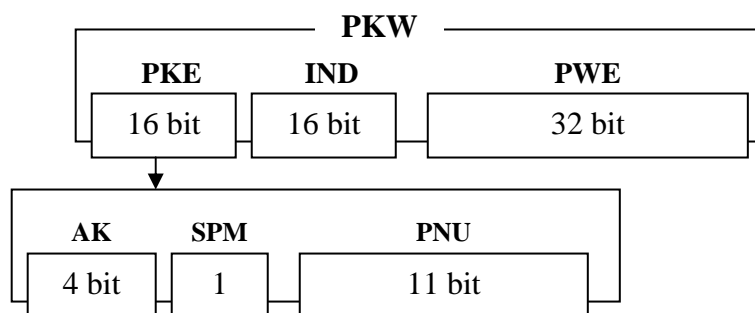 PKW
PKE IND PWE
16 bit 16 bit 32 bit
AK SPM PNU
4 bit 1 11 bit